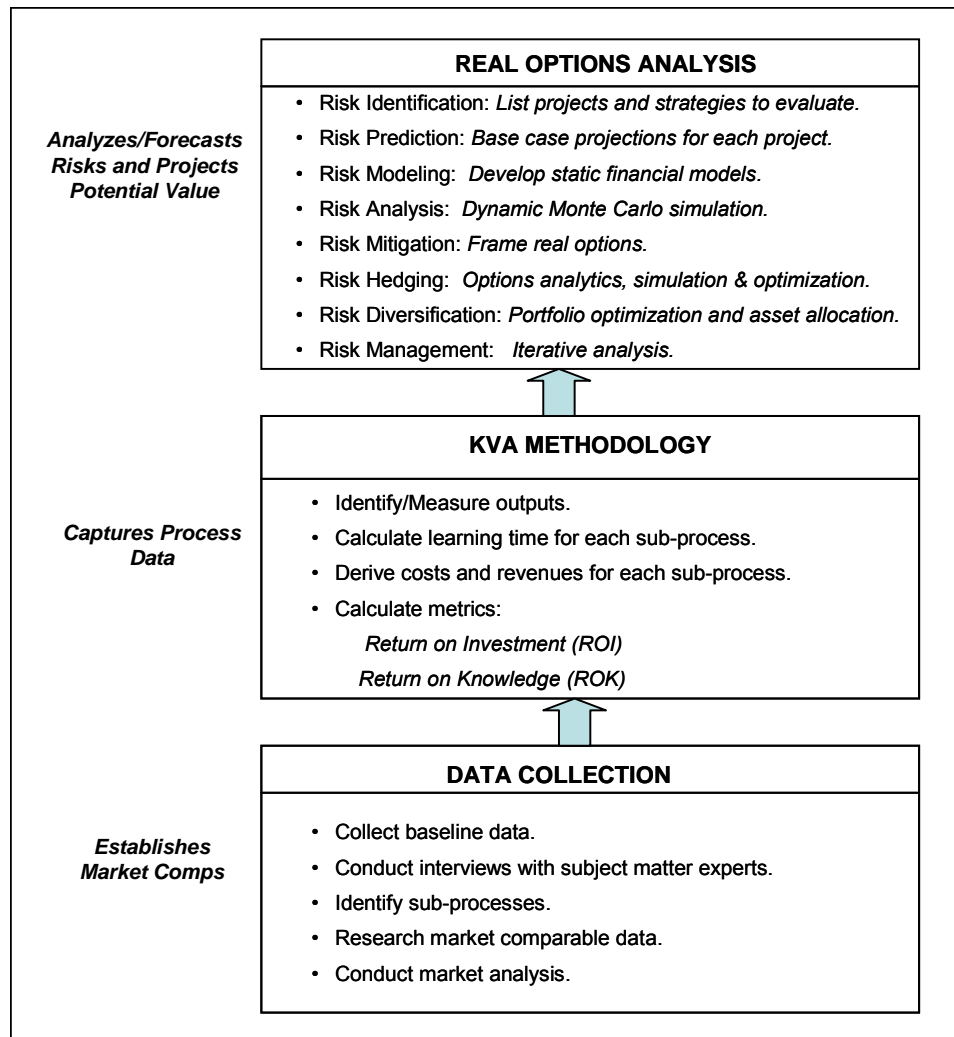 REAL OPTIONS ANALYSIS
Analyzes/Forecasts
Risks and Projects
Potential Value
• Risk Identification: List projects and strategies to evaluate.
• Risk Prediction: Base case projections for each project.
• Risk Modeling: Develop static financial models.
• Risk Analysis: Dynamic Monte Carlo simulation.
• Risk Mitigation: Frame real options.
• Risk Hedging: Options analytics, simulation & optimization.
• Risk Diversification: Portfolio optimization and asset allocation.
• Risk Management: Iterative analysis.
KVA METHODOLOGY
Captures Process
Data
• Identify/Measure outputs.
• Calculate learning time for each sub-process.
• Derive costs and revenues for each sub-process.
• Calculate metrics:
Return on Investment (ROI)
Return on Knowledge (ROK)
DATA COLLECTION
Establishes
Market Comps
• Collect baseline data.
• Conduct interviews with subject matter experts.
• Identify sub-processes.
• Research market comparable data.
• Conduct market analysis.